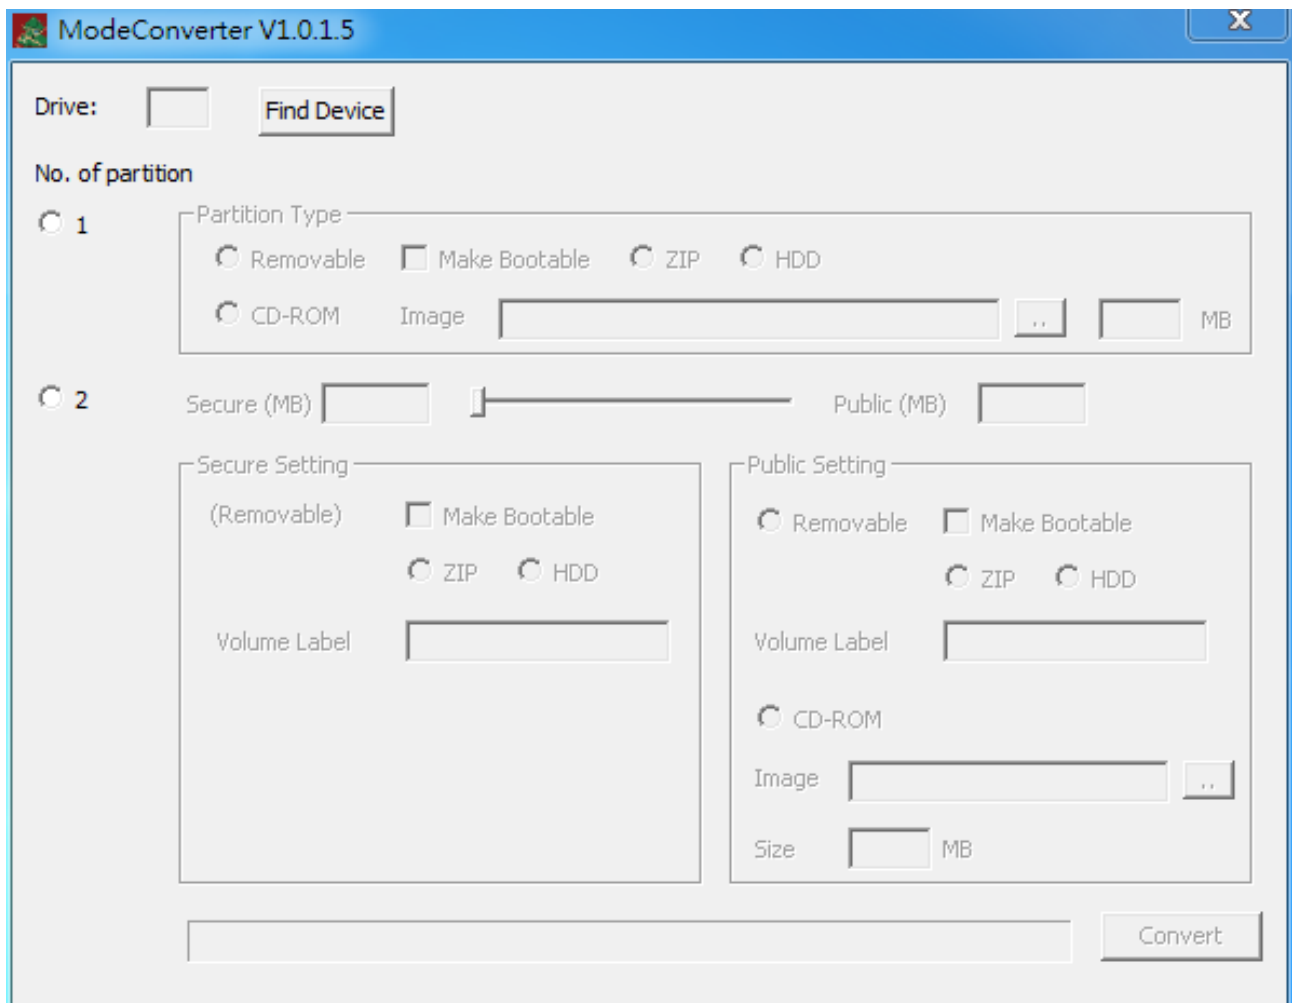 ModeConverter V1.0.1.5
X
Drive: Find Device
No. of partition
1 Partition Type
Removable Make Bootable ZIP HDD
CD-ROM Image .. MB
2 Secure (MB) Public (MB)
Secure Setting
(Removable) Make Bootable
ZIP HDD
Volume Label
Public Setting
Removable Make Bootable
ZIP HDD
Volume Label
CD-ROM
Image ..
Size MB
Convert